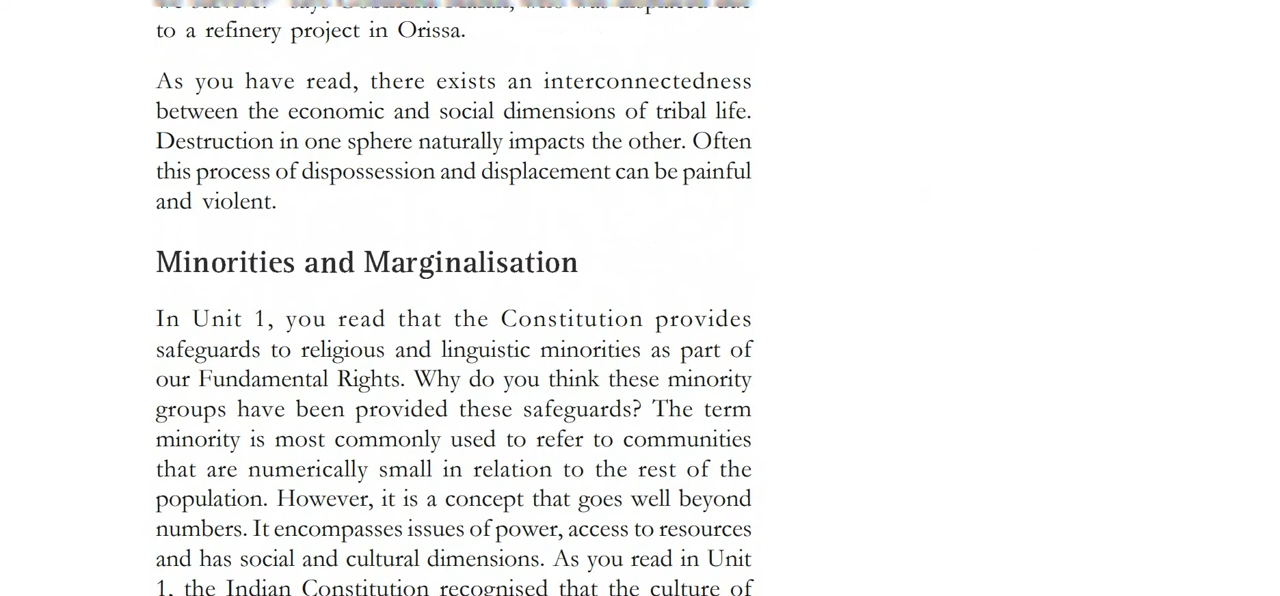 to a refinery project in Orissa.
As you have read, there exists an interconnectedness
between the economic and social dimensions of tribal life.
Destruction in one sphere naturally impacts the other. Often
this process of dispossession and displacement can be painful
and violent.
Minorities and Marginalisation
In Unit 1, you read that the Constitution provides
safeguards to religious and linguistic minorities as part of
our Fundamental Rights. Why do you think these minority
groups have been provided these safeguards? The term
minority is most commonly used to refer to communities
that are numerically small in relation to the rest of the
population. However, it is a concept that goes well beyond
numbers. It encompasses issues of power, access to resources
and has social and cultural dimensions. As you read in Unit
1, the Indian Constitution recognised that the culture of